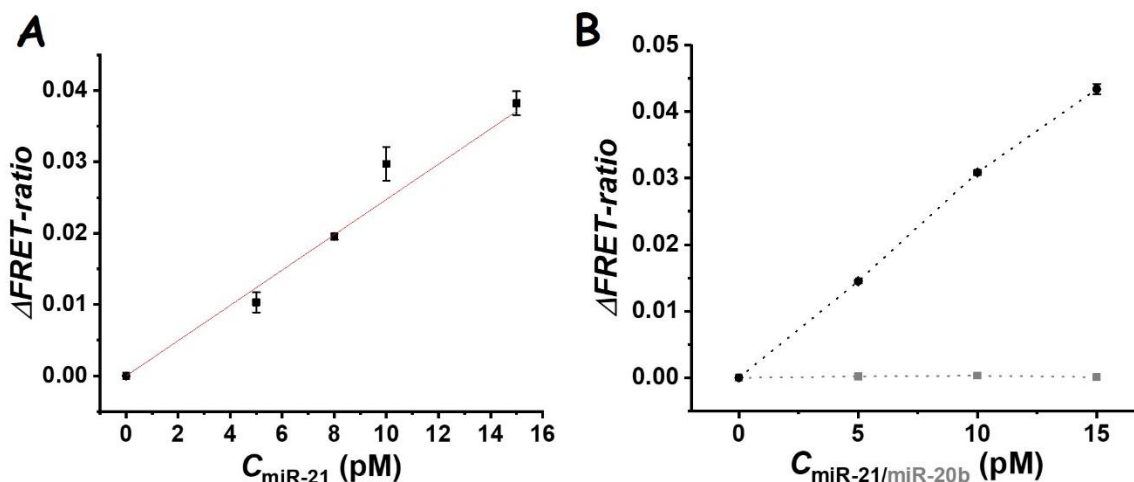 A
ΔFRET-ratio
0.04
0.03
0.02
0.01
0.00
0 2 4 6 8 10 12 14 16
CmiR-21 (pM)
B
ΔFRET-ratio
0.05
0.04
0.03
0.02
0.01
0.00
0 5 10 15
CmiR-21/miR-20b (pM)